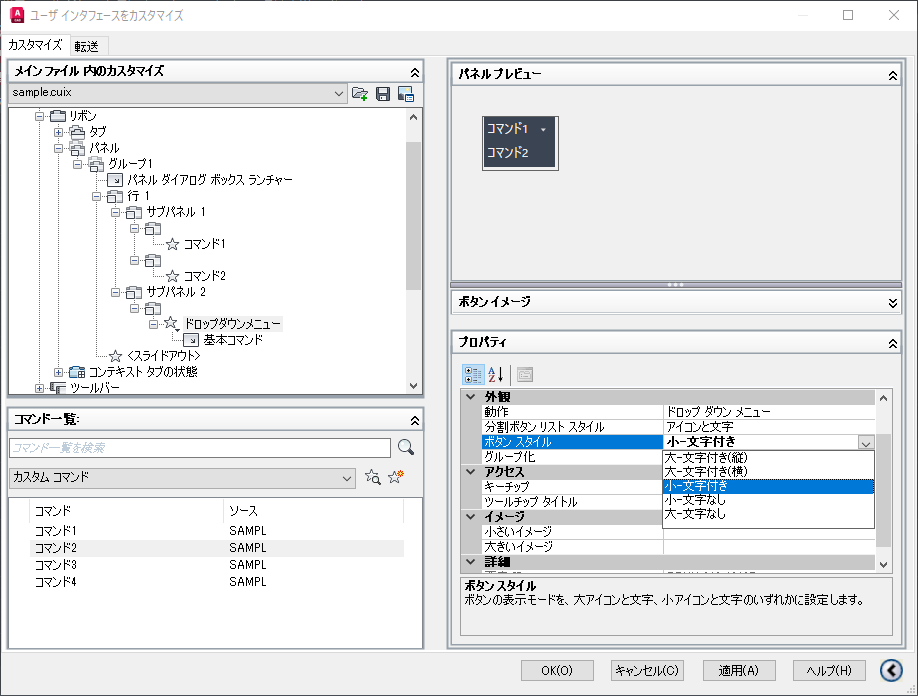 ユーザ インタフェースをカスタマイズ
カスタマイズ
転送
メイン ファイル 内のカスタマイズ
sample.cuix
リボン
タブ
パネル
グループ1
パネル ダイアログ ボックス ランチャー
行 1
サブパネル 1
コマンド1
コマンド2
サブパネル 2
ドロップダウンメニュー
基本コマンド
<スライドアウト>
コンテキスト タブの状態
ツールバー
コマンド一覧:
コマンド一覧を検索
カスタム コマンド
コマンド ソース
コマンド1 SAMPL
コマンド2 SAMPL
コマンド3 SAMPL
コマンド4 SAMPL
パネル プレビュー
コマンド1
コマンド2
ボタン イメージ
プロパティ
外観
動作 ドロップ ダウン メニュー
分割ボタン リスト スタイル アイコンと文字
ボタン スタイル 小-文字付き
グループ化
大-文字付き(縦)
アクセス
大-文字付き(横)
キーチップ
小-文字付き
ツールチップ タイトル
小-文字なし
イメージ
大-文字なし
小さいイメージ
大きいイメージ
詳細
ボタン スタイル
ボタンの表示モードを、大アイコンと文字、小アイコンと文字のいずれかに設定します。
OK(O)
キャンセル(C)
適用(A)
ヘルプ(H)